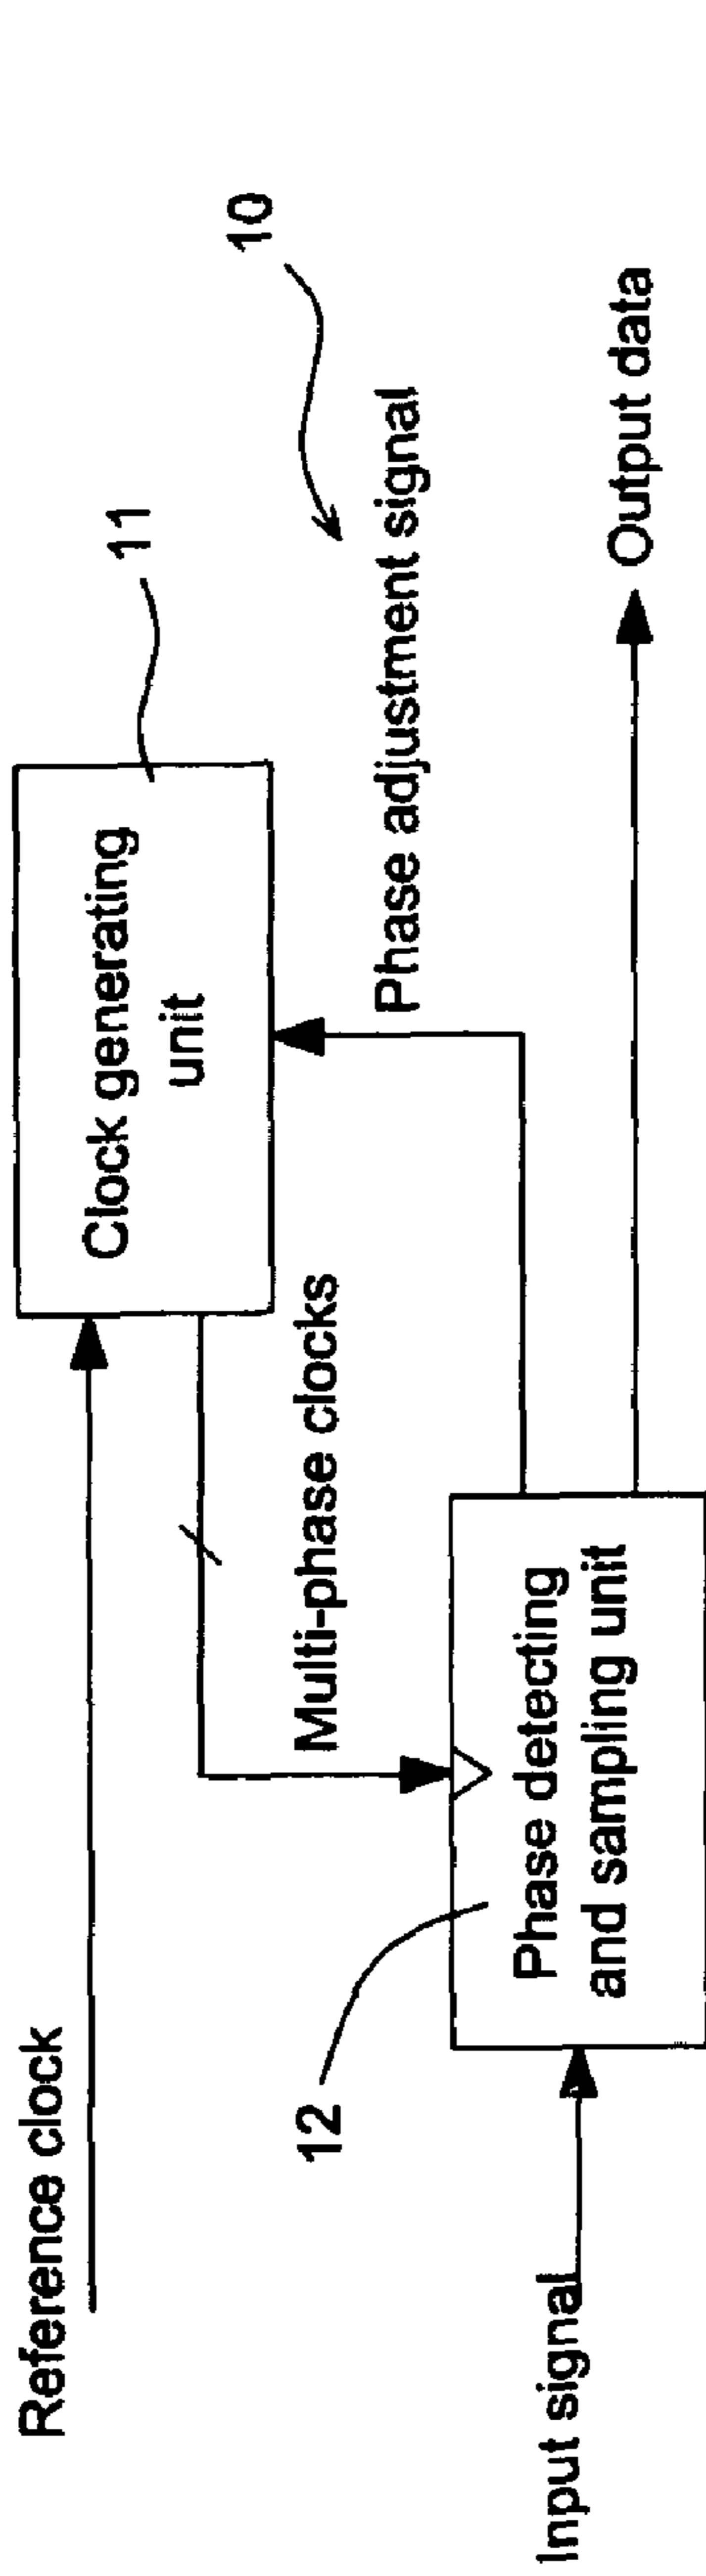 Reference clock
Clock generating
unit
11
10
Multi-phase clocks
Phase adjustment signal
12
Input signal
Phase detecting
and sampling unit
Output data